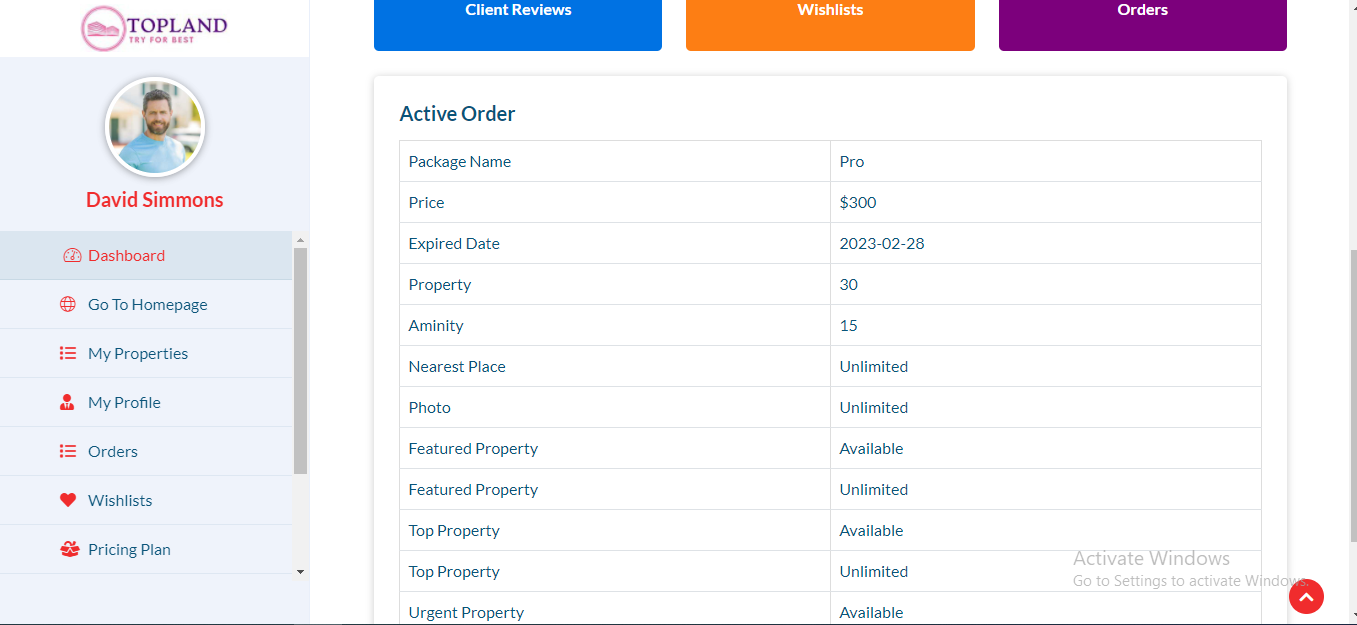 TOPLAND
TRY FOR BEST
David Simmons
Dashboard
Go To Homepage
My Properties
My Profile
Orders
Wishlists
Pricing Plan
Client Reviews
Wishlists
Orders
Active Order
Package Name Pro
Price $300
Expired Date 2023-02-28
Property 30
Aminity 15
Nearest Place Unlimited
Photo Unlimited
Featured Property Available
Featured Property Unlimited
Top Property Available
Top Property Unlimited
Urgent Property Available
Activate Windows
Go to Settings to activate Windows.